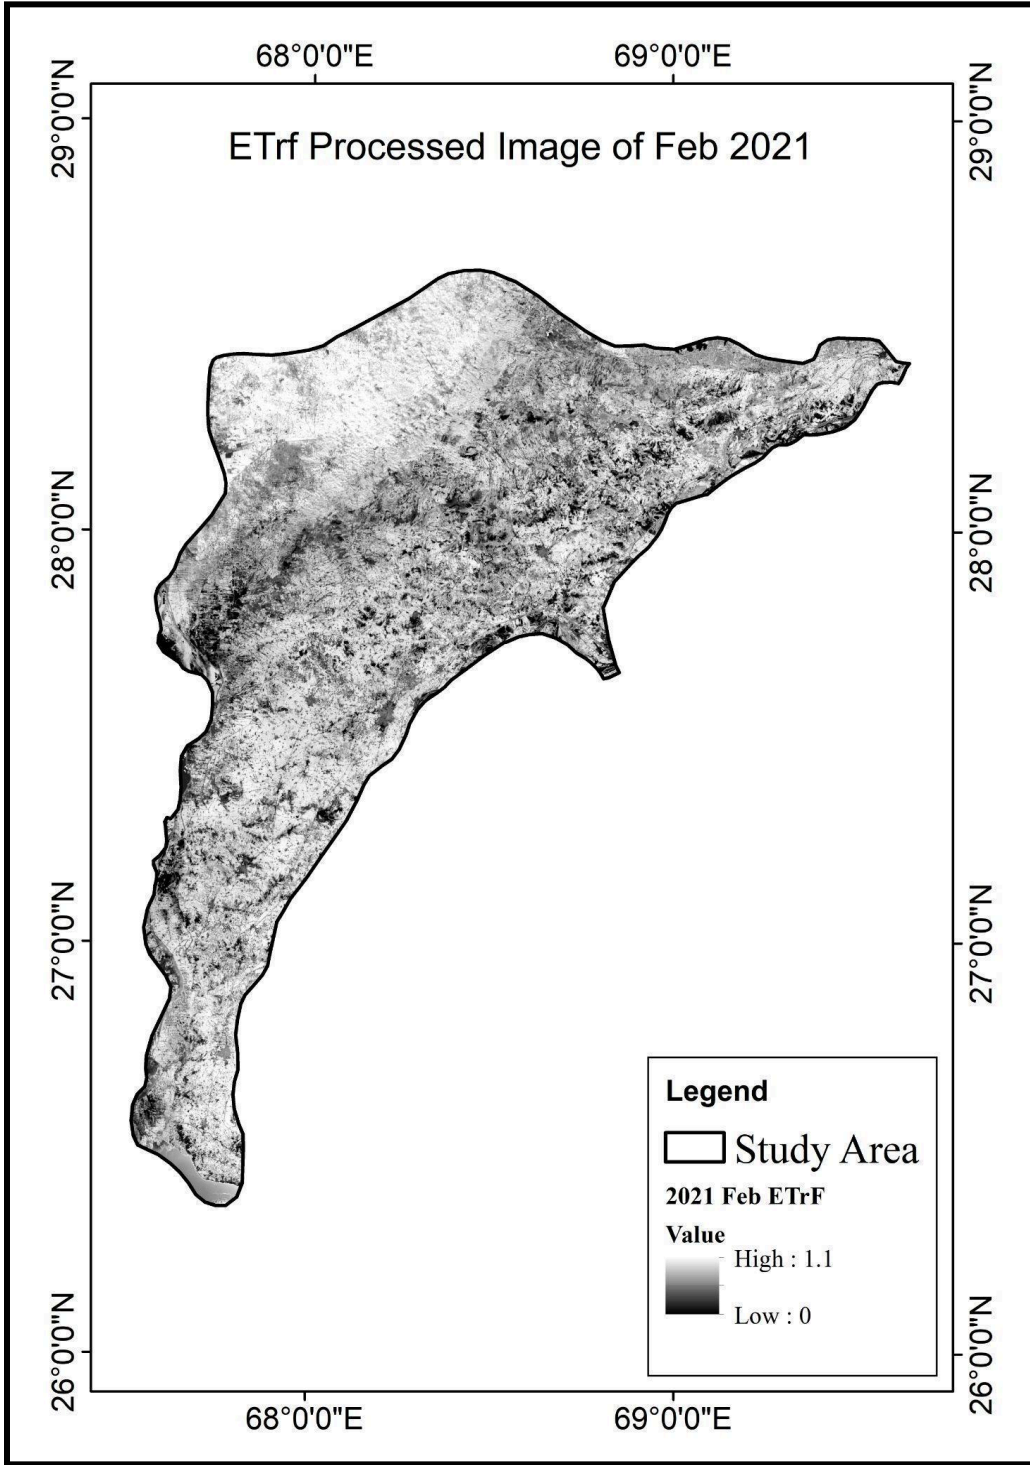 68°0'0"E 69°0'0"E
29°0'0"N 29°0'0"N
ETrf Processed Image of Feb 2021
28°0'0"N 28°0'0"N
27°0'0"N 27°0'0"N
Legend
Study Area
2021 Feb ETrF
Value
High : 1.1
Low : 0
26°0'0"N 26°0'0"N
68°0'0"E 69°0'0"E